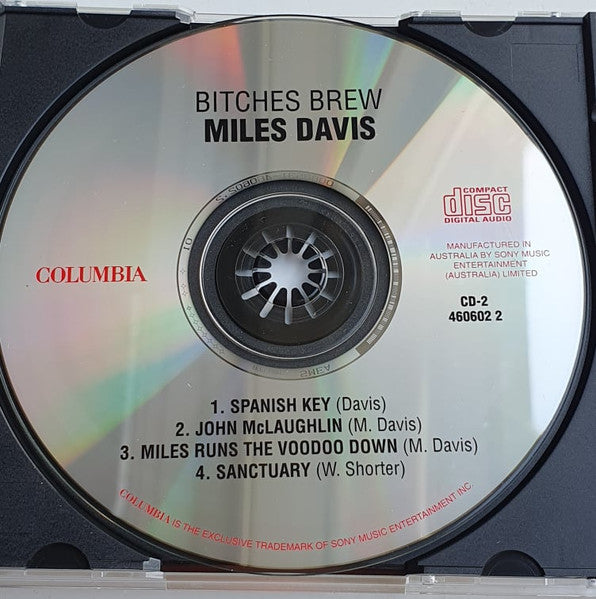 BITCHES BREW
MILES DAVIS
COMPACT
disc
DIGITAL AUDIO
COLUMBIA
MANUFACTURED IN
AUSTRALIA BY SONY MUSIC
ENTERTAINMENT
(AUSTRALIA) LIMITED
CD-2
460602 2
1. SPANISH KEY (Davis)
2. JOHN McLAUGHLIN (M. Davis)
3. MILES RUNS THE VOODOO DOWN (M. Davis)
4. SANCTUARY (W. Shorter)
COLUMBIA IS THE EXCLUSIVE TRADEMARK OF SONY MUSIC ENTERTAINMENT INC.